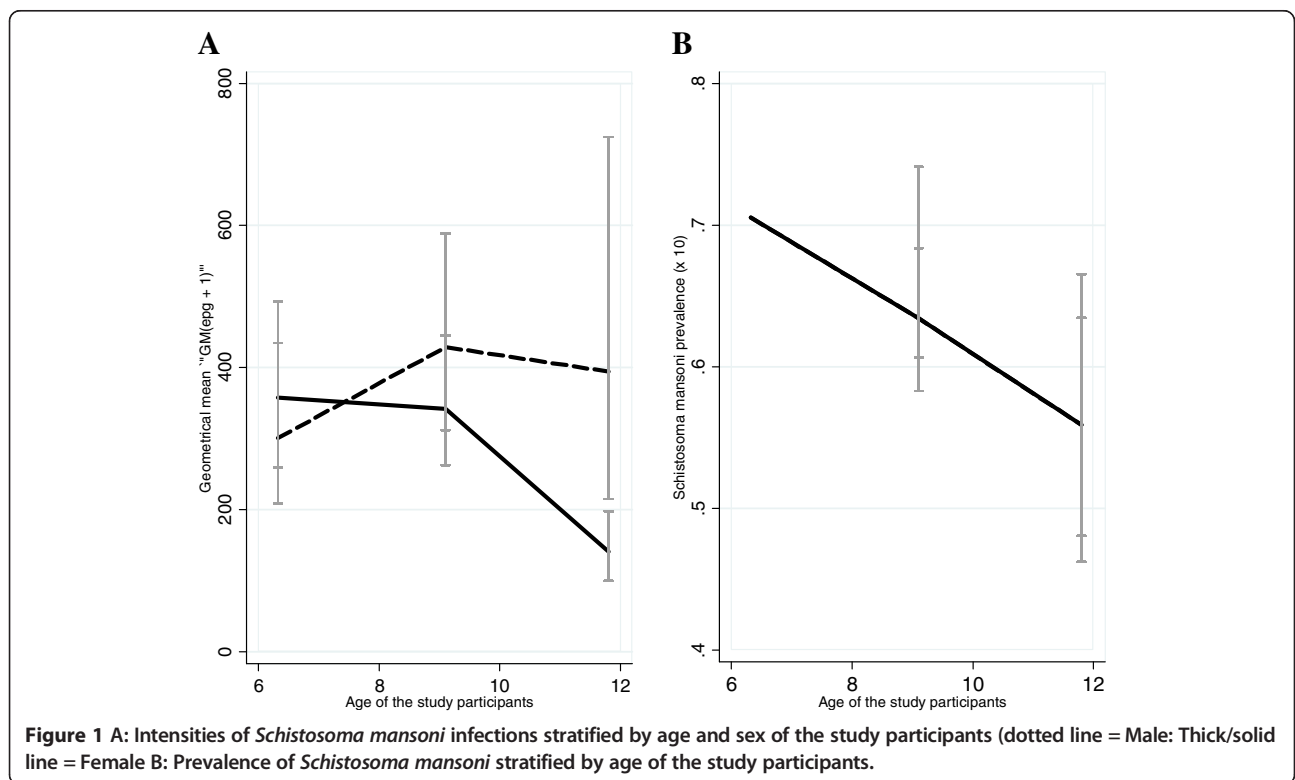 A
B
800
600
400
200
0
Geometrical mean `"GM(epg + 1)"'
6 8 10 12
Age of the study participants
.8
.7
.6
.5
.4
Schistosoma mansoni prevalence (x 10)
6 8 10 12
Age of the study participants
Figure 1 A: Intensities of Schistosoma mansoni infections stratified by age and sex of the study participants (dotted line = Male: Thick/solid
line = Female B: Prevalence of Schistosoma mansoni stratified by age of the study participants.